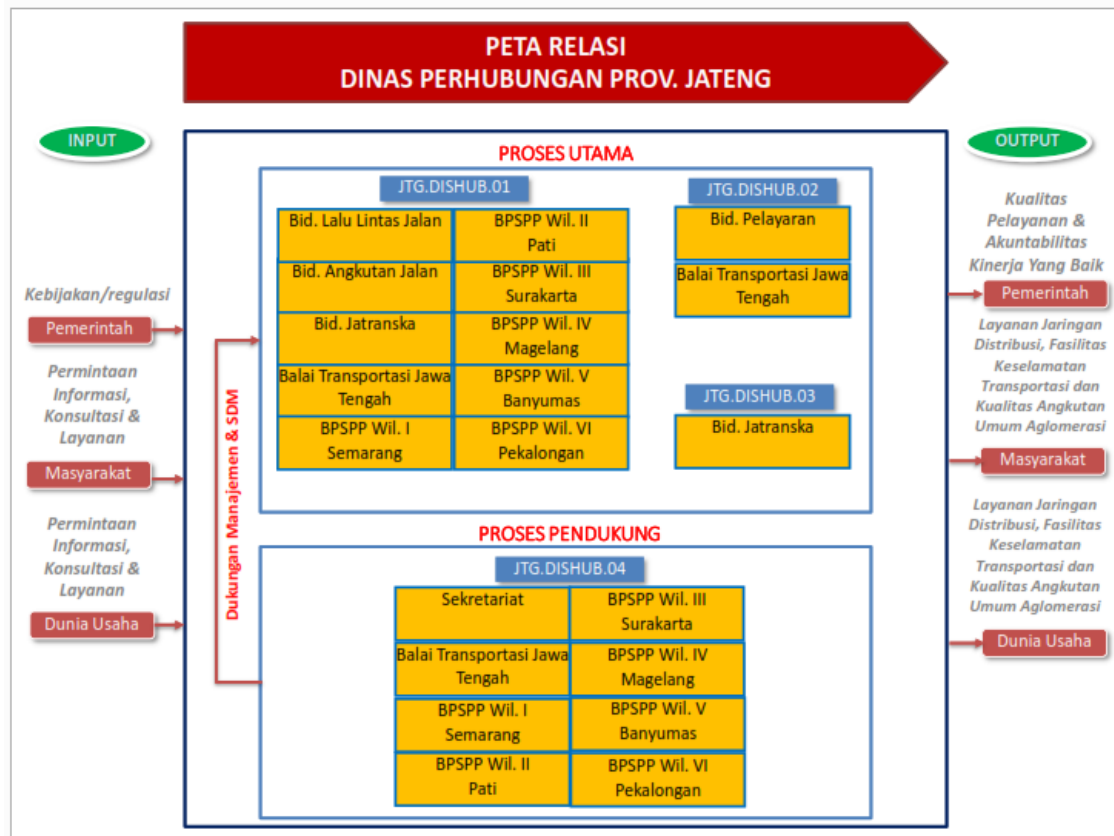 PETA RELASI
DINAS PERHUBUNGAN PROV. JATENG
INPUT
Kebijakan/regulasi
Pemerintah
Permintaan
Informasi,
Konsultasi &
Layanan
Masyarakat
Permintaan
Informasi,
Konsultasi &
Layanan
Dunia Usaha
Dukungan Manajemen & SDM
PROSES UTAMA
JTG.DISHUB.01
Bid. Lalu Lintas Jalan
Bid. Angkutan Jalan
Bid. Jatranska
Balai Transportasi Jawa
Tengah
BPSPP Wil. I
Semarang
BPSPP Wil. II
Pati
BPSPP Wil. III
Surakarta
BPSPP Wil. IV
Magelang
BPSPP Wil. V
Banyumas
BPSPP Wil. VI
Pekalongan
JTG.DISHUB.02
Bid. Pelayaran
Balai Transportasi Jawa
Tengah
JTG.DISHUB.03
Bid. Jatranska
PROSES PENDUKUNG
JTG.DISHUB.04
Sekretariat
Balai Transportasi Jawa
Tengah
BPSPP Wil. I
Semarang
BPSPP Wil. II
Pati
BPSPP Wil. III
Surakarta
BPSPP Wil. IV
Magelang
BPSPP Wil. V
Banyumas
BPSPP Wil. VI
Pekalongan
OUTPUT
Kualitas
Pelayanan &
Akuntabilitas
Kinerja Yang Baik
Pemerintah
Layanan Jaringan
Distribusi, Fasilitas
Keselamatan
Transportasi dan
Kualitas Angkutan
Umum Aglomerasi
Masyarakat
Layanan Jaringan
Distribusi, Fasilitas
Keselamatan
Transportasi dan
Kualitas Angkutan
Umum Aglomerasi
Dunia Usaha